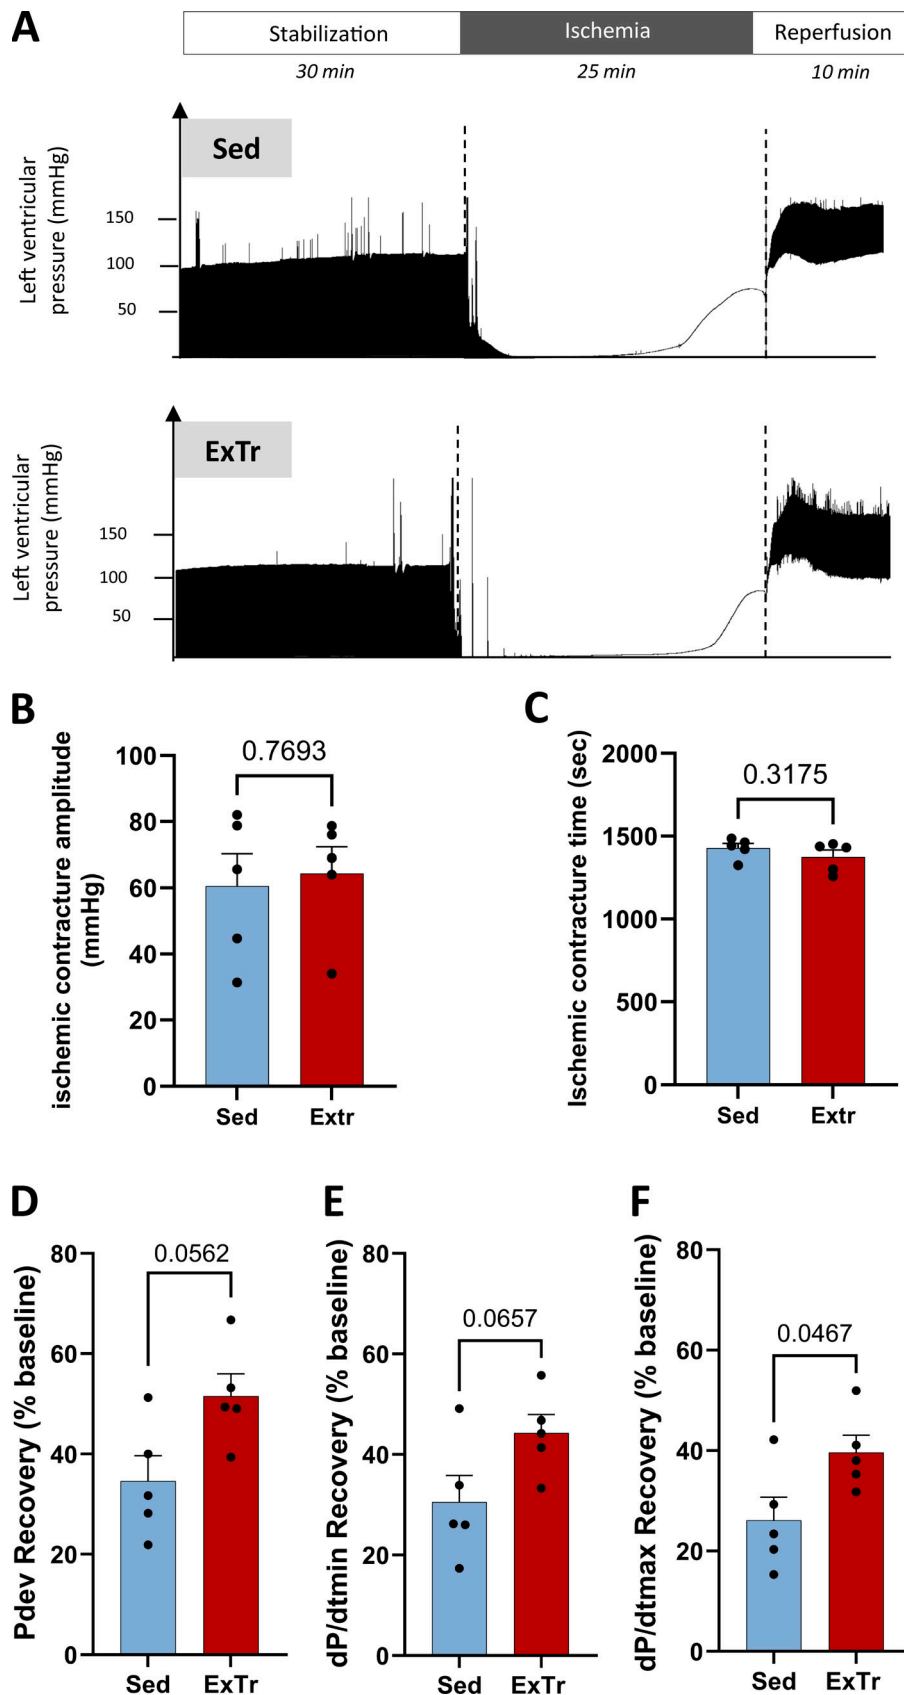 A
Stabilization
Ischemia
Reperfusion
30 min
25 min
10 min
Left ventricular
pressure (mmHg)
Sed
150
100
50
Left ventricular
pressure (mmHg)
ExTr
150
100
50
B
ischemic contracture amplitude
(mmHg)
100
80
60
40
20
0
0.7693
Sed
Extr
C
Ischemic contracture time (sec)
2000
1500
1000
500
0
0.3175
Sed
Extr
D
Pdev Recovery (% baseline)
80
60
40
20
0
0.0562
Sed
ExTr
E
dP/dtmin Recovery (% baseline)
80
60
40
20
0
0.0657
Sed
ExTr
F
dP/dtmax Recovery (% baseline)
80
60
40
20
0
0.0467
Sed
ExTr